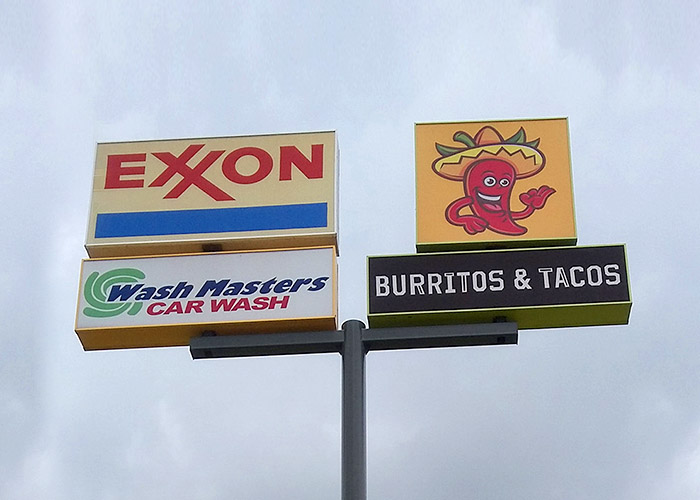 EXXON
Wash Masters
CAR WASH
BURRITOS & TACOS